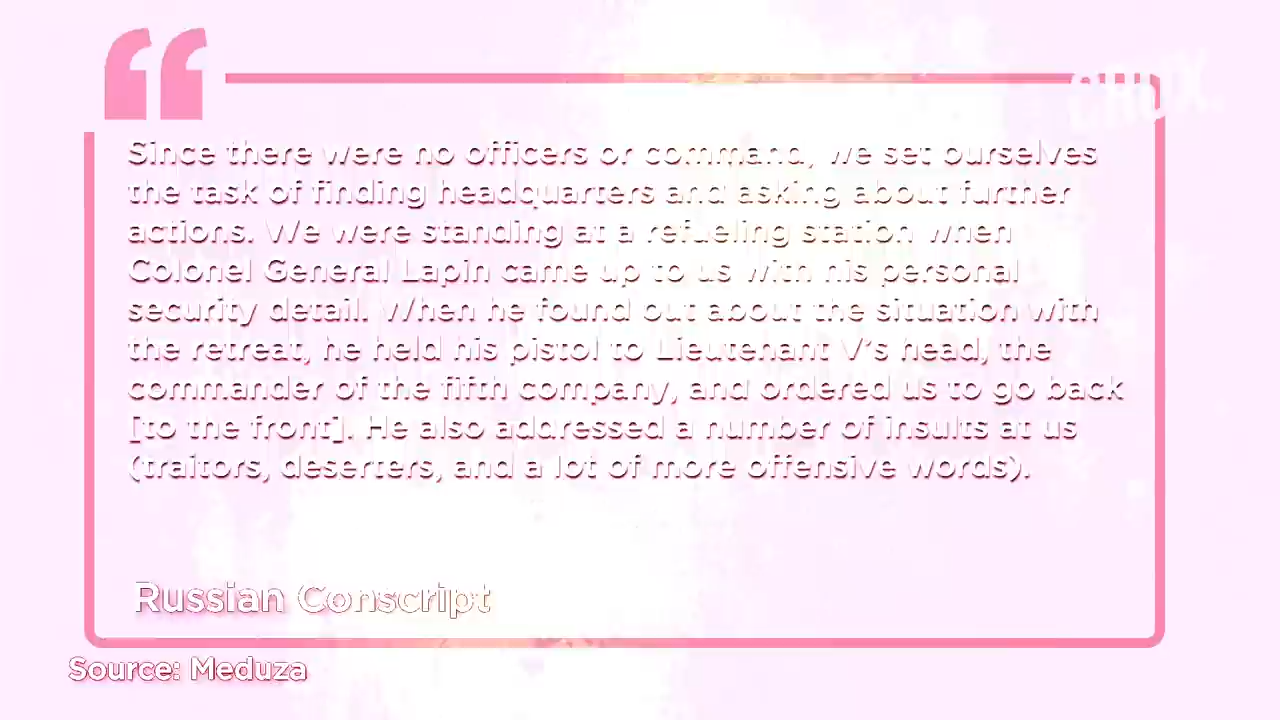 CRUX.
Since there were no officers or command, we set ourselves
the task of finding headquarters and asking about further
actions. We were standing at a refueling station when
Colonel General Lapin came up to us with his personal
security detail. When he found out about the situation with
the retreat, he held his pistol to Lieutenant V's head, the
commander of the fifth company, and ordered us to go back
[to the front]. He also addressed a number of insults at us
(traitors, deserters, and a lot of more offensive words).
Russian Conscript
Source: Meduza